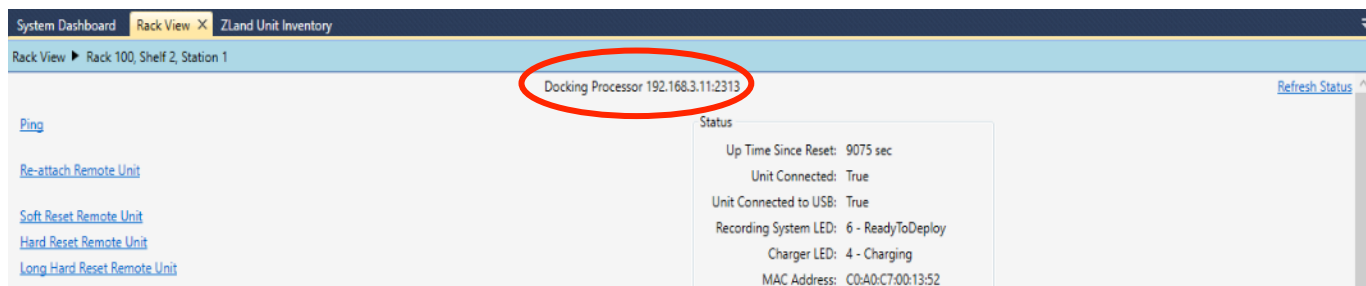 System Dashboard Rack View X ZLand Unit Inventory
Rack View ▶ Rack 100, Shelf 2, Station 1
Docking Processor 192.168.3.11:2313 Refresh Status
Ping
Re-attach Remote Unit
Soft Reset Remote Unit
Hard Reset Remote Unit
Long Hard Reset Remote Unit
Status
Up Time Since Reset: 9075 sec
Unit Connected: True
Unit Connected to USB: True
Recording System LED: 6 - ReadyToDeploy
Charger LED: 4 - Charging
MAC Address: C0:A0:C7:00:13:52